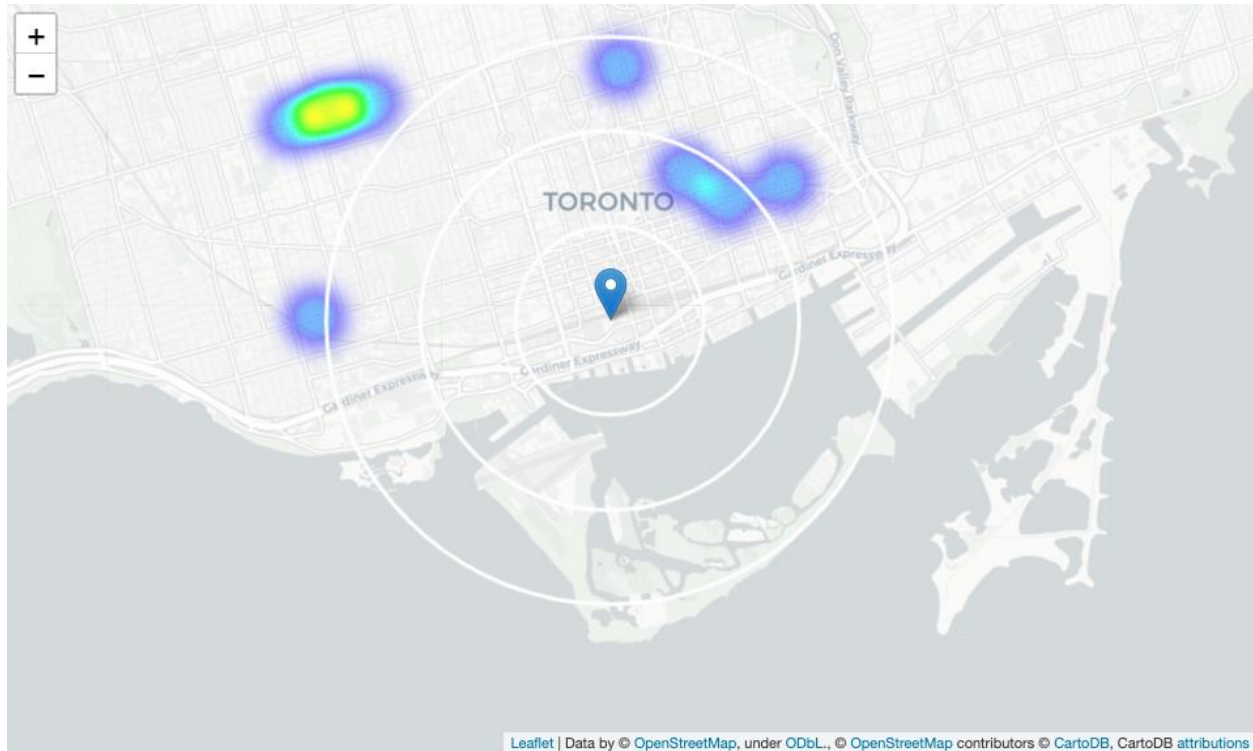 +
−
Don Valley Parkway
TORONTO
Gardiner Expressway
Gardiner Expressway
Gardiner Expressway
Leaflet | Data by © OpenStreetMap, under ODbL., © OpenStreetMap contributors © CartoDB, CartoDB attributions